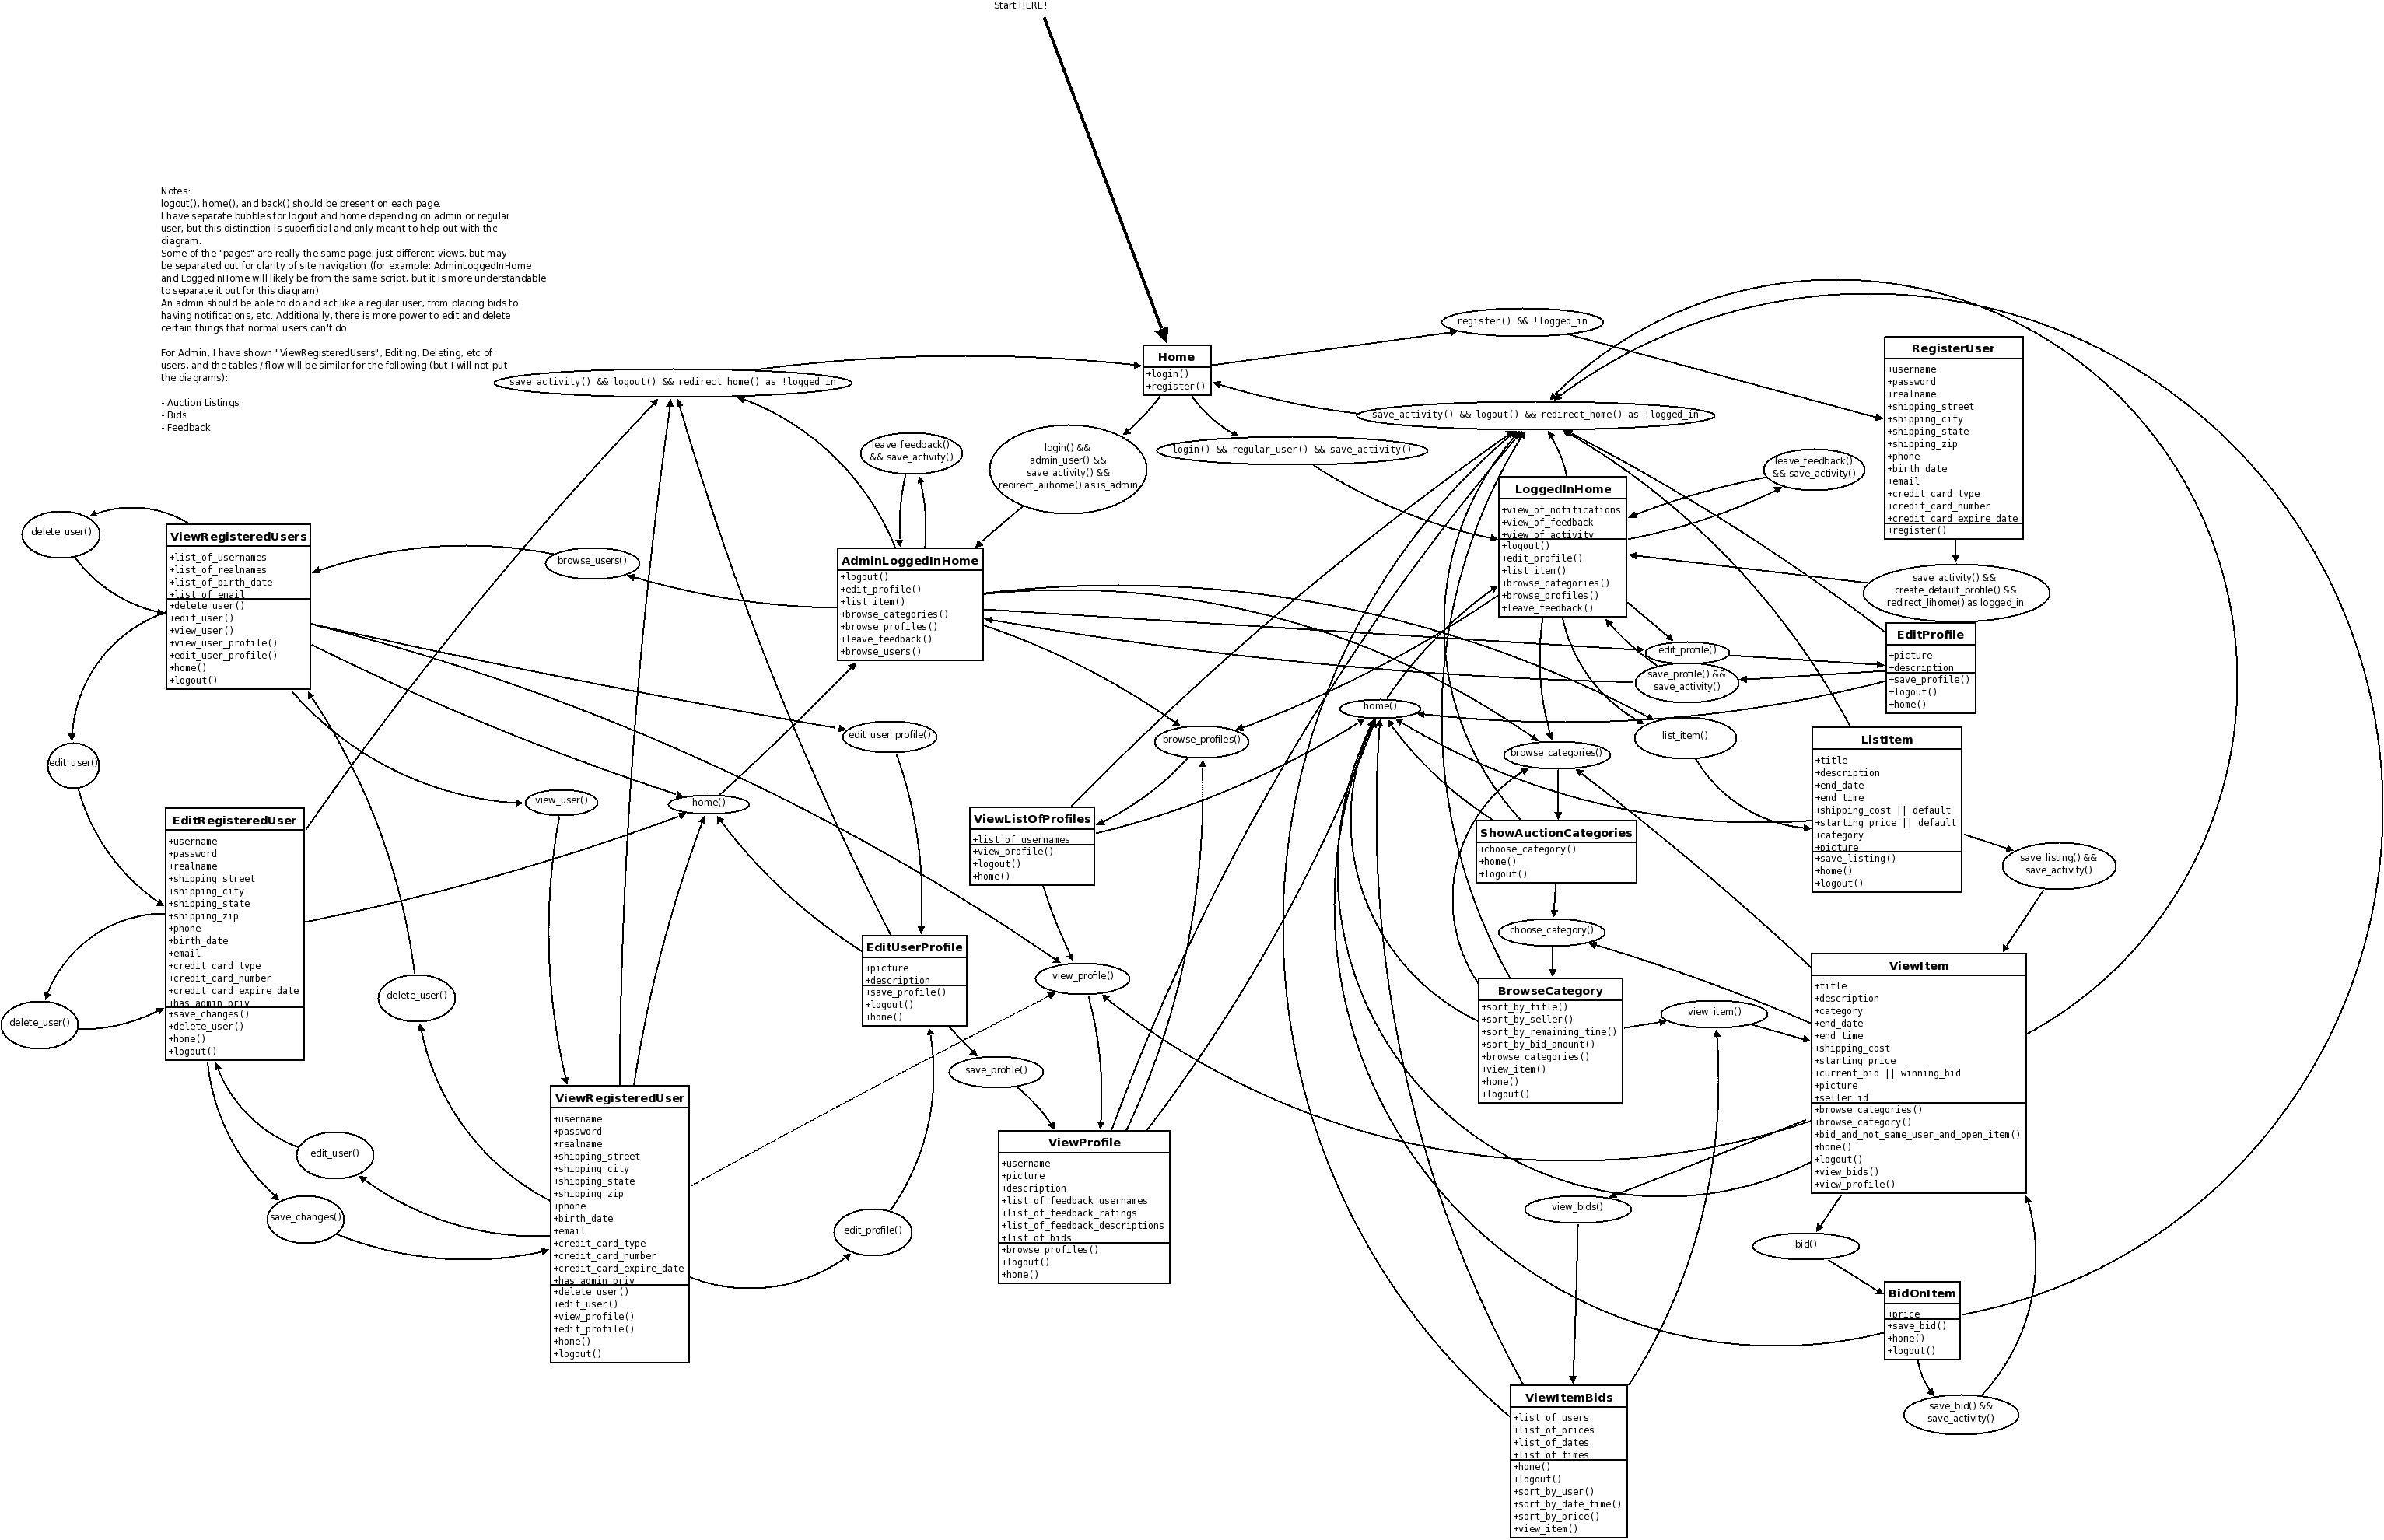 Start HERE!
Notes:
logout(), home(), and back() should be present on each page.
I have separate bubbles for logout and home depending on admin or regular
user, but this distinction is superficial and only meant to help out with the
diagram.
Some of the "pages" are really the same page, just different views, but may
be separated out for clarity of site navigation (for example: AdminLoggedInHome
and LoggedInHome will likely be from the same script, but it is more understandable
to separate it out for this diagram)
An admin should be able to do and act like a regular user, from placing bids to
having notifications, etc. Additionally, there is more power to edit and delete
certain things that normal users can't do.
For Admin, I have shown "ViewRegisteredUsers", Editing, Deleting, etc of
users, and the tables / flow will be similar for the following (but I will not put
the diagrams):
- Auction Listings
- Bids
- Feedback
register() && !logged_in
Home
+login()
+register()
RegisterUser
+username
+password
+realname
+shipping_street
+shipping_city
+shipping_state
+shipping_zip
+phone
+birth_date
+email
+credit_card_type
+credit_card_number
+credit_card_expire_date
+register()
save_activity() && logout() && redirect_home() as !logged_in
save_activity() && logout() && redirect_home() as !logged_in
leave_feedback()
&& save_activity()
login() &&
admin_user() &&
save_activity() &&
redirect_alihome() as is_admin
login() && regular_user() && save_activity()
leave_feedback()
&& save_activity()
LoggedInHome
+view_of_notifications
+view_of_feedback
+view_of_activity
+logout()
+edit_profile()
+list_item()
+browse_categories()
+browse_profiles()
+leave_feedback()
delete_user()
ViewRegisteredUsers
+list_of_usernames
+list_of_realnames
+list_of_birth_date
+list_of_email
+delete_user()
+edit_user()
+view_user()
+view_user_profile()
+edit_user_profile()
+home()
+logout()
browse_users()
AdminLoggedInHome
+logout()
+edit_profile()
+list_item()
+browse_categories()
+browse_profiles()
+leave_feedback()
+browse_users()
save_activity() &&
create_default_profile() &&
redirect_lihome() as logged_in
EditProfile
+picture
+description
+save_profile()
+logout()
+home()
edit_profile()
save_profile() &&
save_activity()
home()
edit_user_profile()
browse_profiles()
list_item()
browse_categories()
edit_user()
view_user()
home()
ListItem
+title
+description
+end_date
+end_time
+shipping_cost || default
+starting_price || default
+category
+picture
+save_listing()
+home()
+logout()
ViewListOfProfiles
+list_of_usernames
+view_profile()
+logout()
+home()
ShowAuctionCategories
+choose_category()
+home()
+logout()
save_listing() &&
save_activity()
EditRegisteredUser
+username
+password
+realname
+shipping_street
+shipping_city
+shipping_state
+shipping_zip
+phone
+birth_date
+email
+credit_card_type
+credit_card_number
+credit_card_expire_date
+has_admin_priv
+save_changes()
+delete_user()
+home()
+logout()
choose_category()
EditUserProfile
+picture
+description
+save_profile()
+logout()
+home()
view_profile()
ViewItem
+title
+description
+category
+end_date
+end_time
+shipping_cost
+starting_price
+current_bid || winning_bid
+picture
+seller_id
+browse_categories()
+browse_category()
+bid_and_not_same_user_and_open_item()
+home()
+logout()
+view_bids()
+view_profile()
delete_user()
delete_user()
BrowseCategory
+sort_by_title()
+sort_by_seller()
+sort_by_remaining_time()
+sort_by_bid_amount()
+browse_categories()
+view_item()
+home()
+logout()
view_item()
save_profile()
ViewRegisteredUser
+username
+password
+realname
+shipping_street
+shipping_city
+shipping_state
+shipping_zip
+phone
+birth_date
+email
+credit_card_type
+credit_card_number
+credit_card_expire_date
+has_admin_priv
+delete_user()
+edit_user()
+view_profile()
+edit_profile()
+home()
+logout()
ViewProfile
+username
+picture
+description
+list_of_feedback_usernames
+list_of_feedback_ratings
+list_of_feedback_descriptions
+list_of_bids
+browse_profiles()
+logout()
+home()
edit_user()
save_changes()
edit_profile()
view_bids()
bid()
BidOnItem
+price
+save_bid()
+home()
+logout()
ViewItemBids
+list_of_users
+list_of_prices
+list_of_dates
+list_of_times
+home()
+logout()
+sort_by_user()
+sort_by_date_time()
+sort_by_price()
+view_item()
save_bid() &&
save_activity()